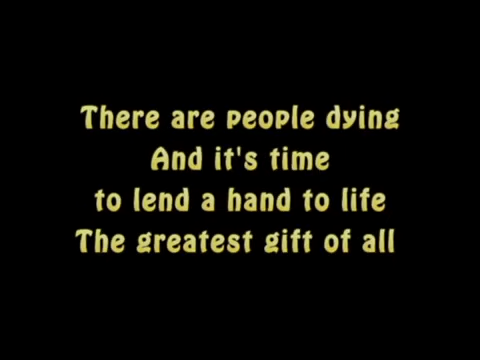 There are people dying
And it's time
to lend a hand to life
The greatest gift of all